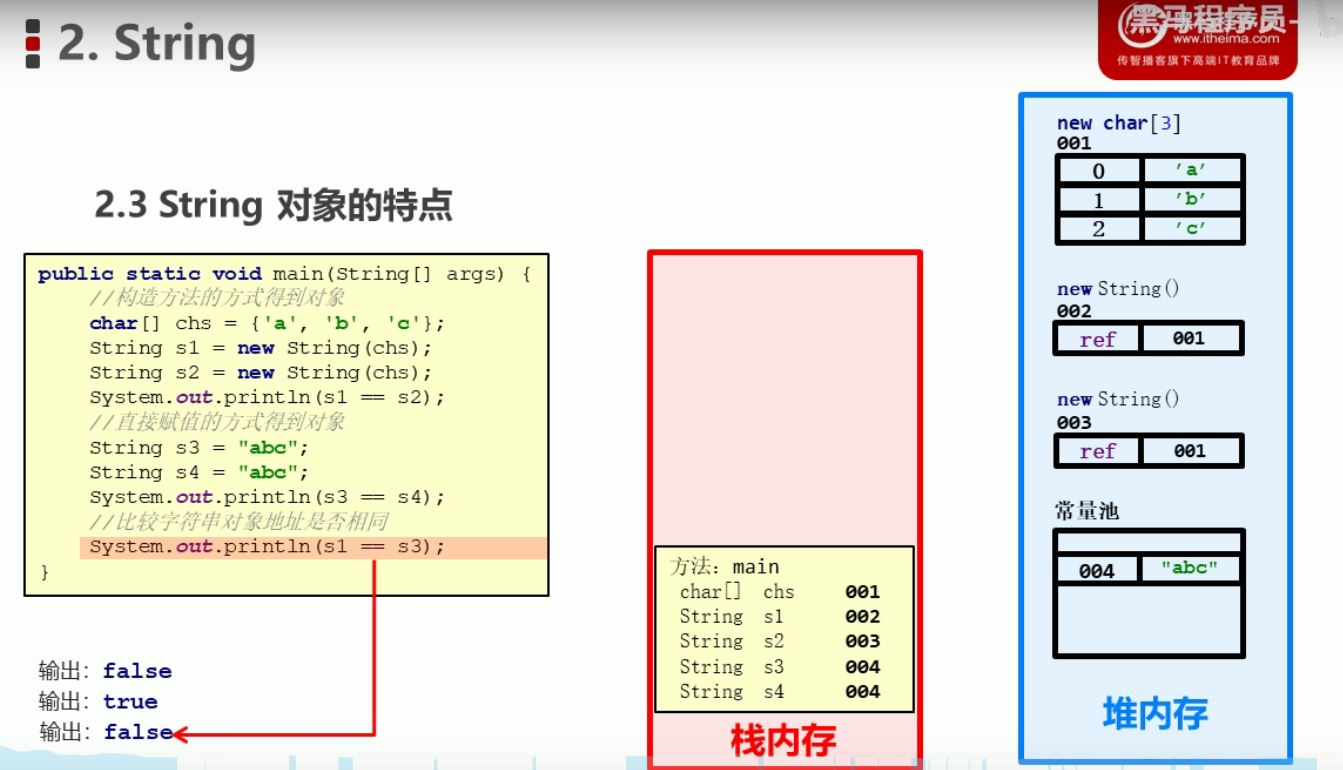 2. String
黑马程序员-
www.itheima.com
传智播客旗下高端IT教育品牌
2.3 String 对象的特点
public static void main(String[] args) {
//构造方法的方式得到对象
char[] chs = {'a', 'b', 'c'};
String s1 = new String(chs);
String s2 = new String(chs);
System.out.println(s1 == s2);
//直接赋值的方式得到对象
String s3 = "abc";
String s4 = "abc";
System.out.println(s3 == s4);
//比较字符串对象地址是否相同
System.out.println(s1 == s3);
}
输出：false
输出：true
输出：false
方法：main
char[] chs 001
String s1 002
String s2 003
String s3 004
String s4 004
栈内存
new char[3]
001
0 'a'
1 'b'
2 'c'
new String()
002
ref 001
new String()
003
ref 001
常量池
004 "abc"
堆内存